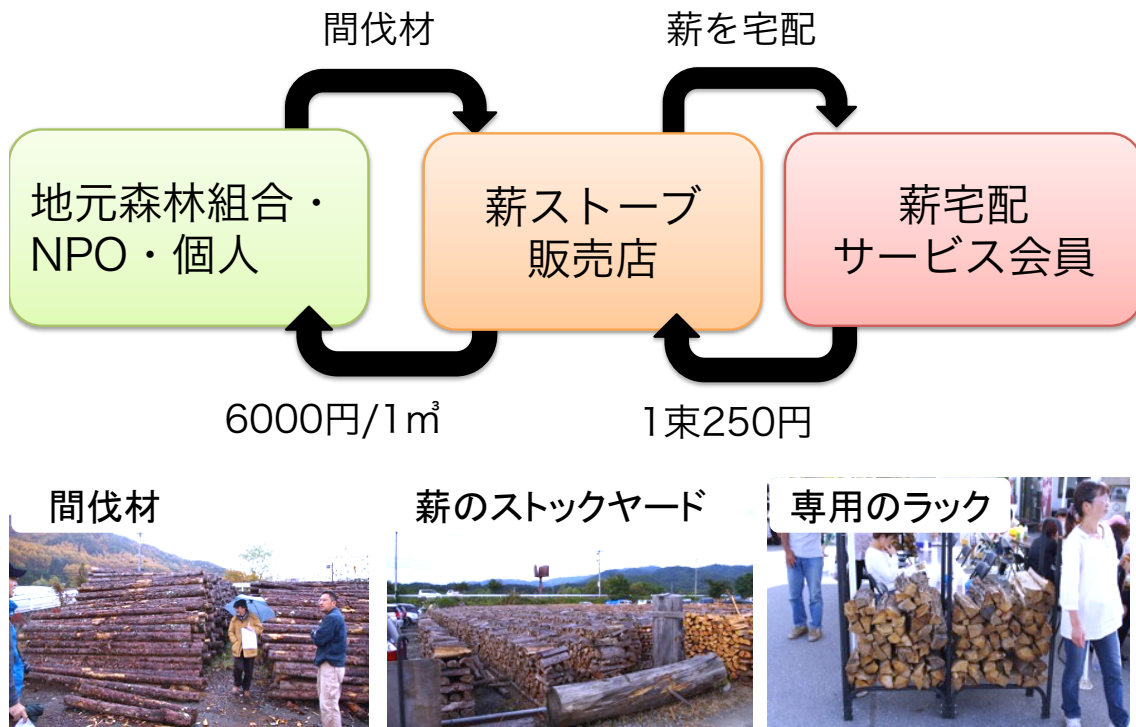 間伐材
薪を宅配
地元森林組合・
NPO・個人
薪ストーブ
販売店
薪宅配
サービス会員
6000円/1㎥
1束250円
間伐材
薪のストックヤード
専用のラック